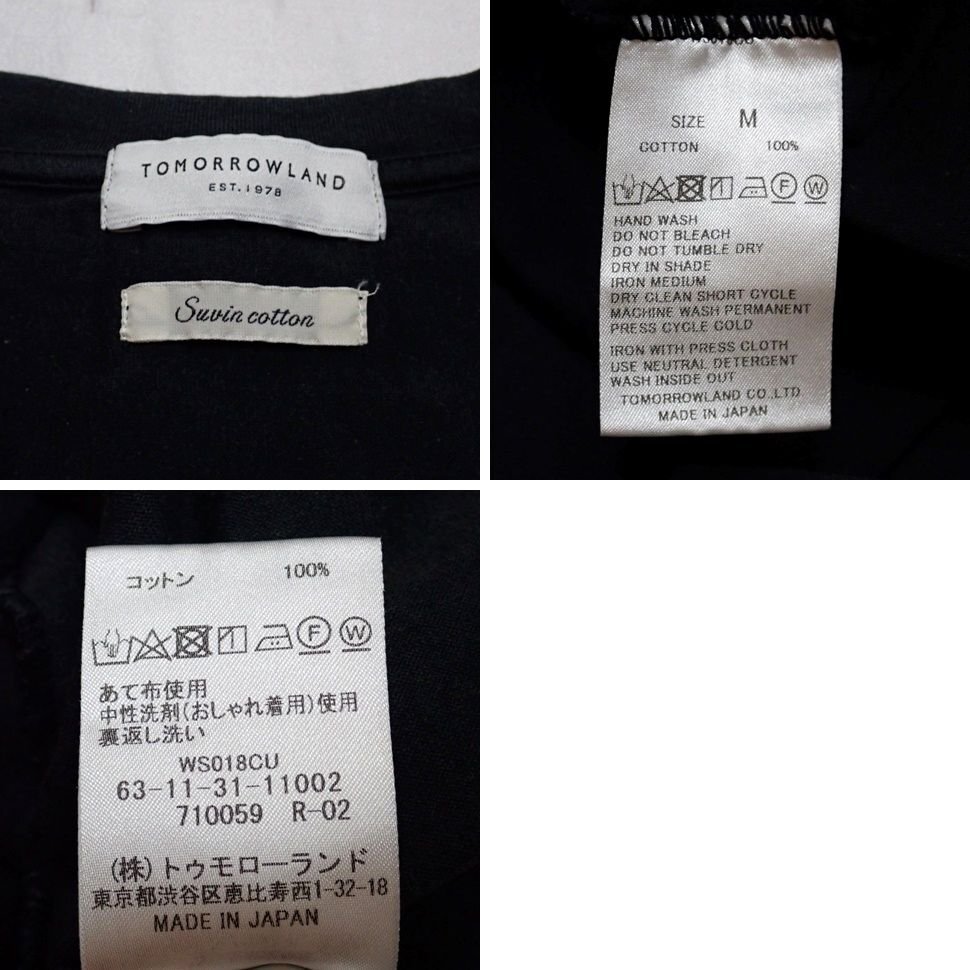 TOMORROWLAND
EST. 1978
Suvin cotton
SIZE M
COTTON 100%
F W
HAND WASH
DO NOT BLEACH
DO NOT TUMBLE DRY
DRY IN SHADE
IRON MEDIUM
DRY CLEAN SHORT CYCLE
MACHINE WASH PERMANENT
PRESS CYCLE COLD
IRON WITH PRESS CLOTH
USE NEUTRAL DETERGENT
WASH INSIDE OUT
TOMORROWLAND CO.,LTD
MADE IN JAPAN
コットン 100%
F W
あて布使用
中性洗剤(おしゃれ着用)使用
裏返し洗い
WS018CU
63-11-31-11002
710059 R-02
(株)トゥモローランド
東京都渋谷区恵比寿西1-32-18
MADE IN JAPAN